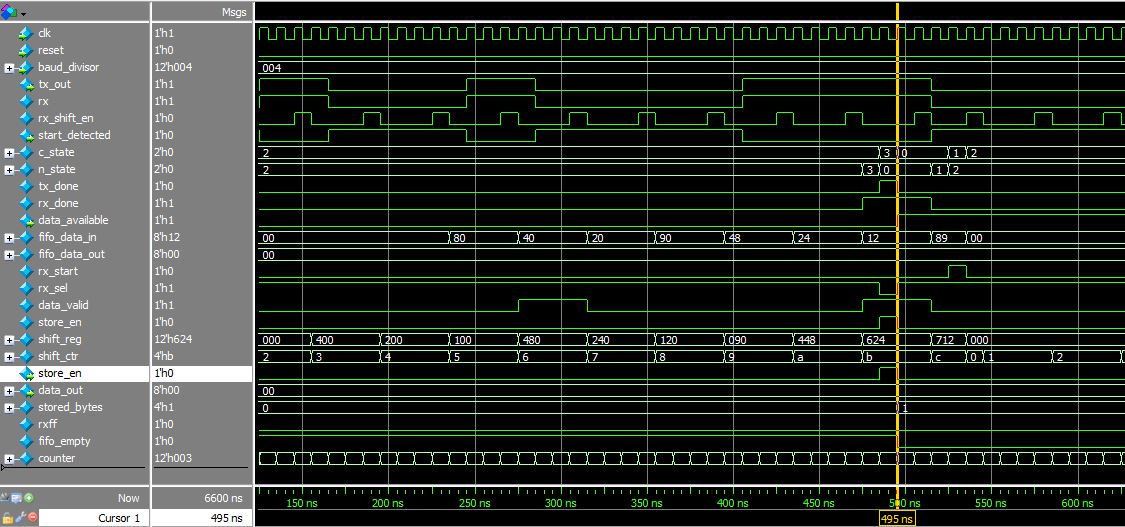 Msgs
clk 1'h1
reset 1'h0
baud_divisor 12'h004 004
tx_out 1'h1
rx 1'h1
rx_shift_en 1'h0
start_detected 1'h0
c_state 2'h0 2 3 0 1 2
n_state 2'h0 2 3 0 1 2
tx_done 1'h0
rx_done 1'h1
data_available 1'h1
fifo_data_in 8'h12 00 80 40 20 90 48 24 12 89 00
fifo_data_out 8'h00 00
rx_start 1'h0
rx_sel 1'h1
data_valid 1'h1
store_en 1'h0
shift_reg 12'h624 000 400 200 100 480 240 120 090 448 624 712 000
shift_ctr 4'hb 2 3 4 5 6 7 8 9 a b c 0 1 2
store_en 1'h0
data_out 8'h00 00
stored_bytes 4'h1 0 1
rxff 1'h0
fifo_empty 1'h0
counter 12'h003
Now 6600 ns 150 ns 200 ns 250 ns 300 ns 350 ns 400 ns 450 ns 500 ns 550 ns 600 ns
Cursor 1 495 ns 495 ns